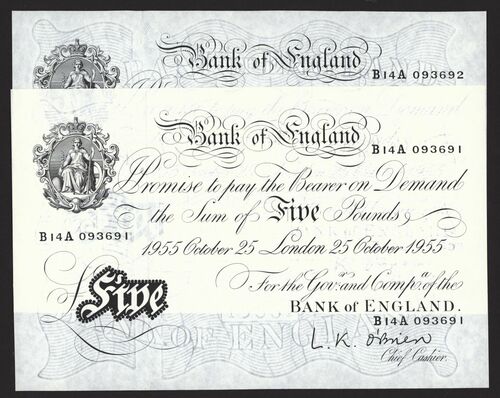 Bank of England
B14A 093692
Bank of England
B14A 093691
Promise to pay the Bearer on Demand
the Sum of Five Pounds
B14A 093691
1955 October 25 London 25 October 1955
For the Govr. and Compa. of the
BANK OF ENGLAND.
£Five
B14A 093691
OF ENGLA
L. K. O'Brien
Chief Cashier.